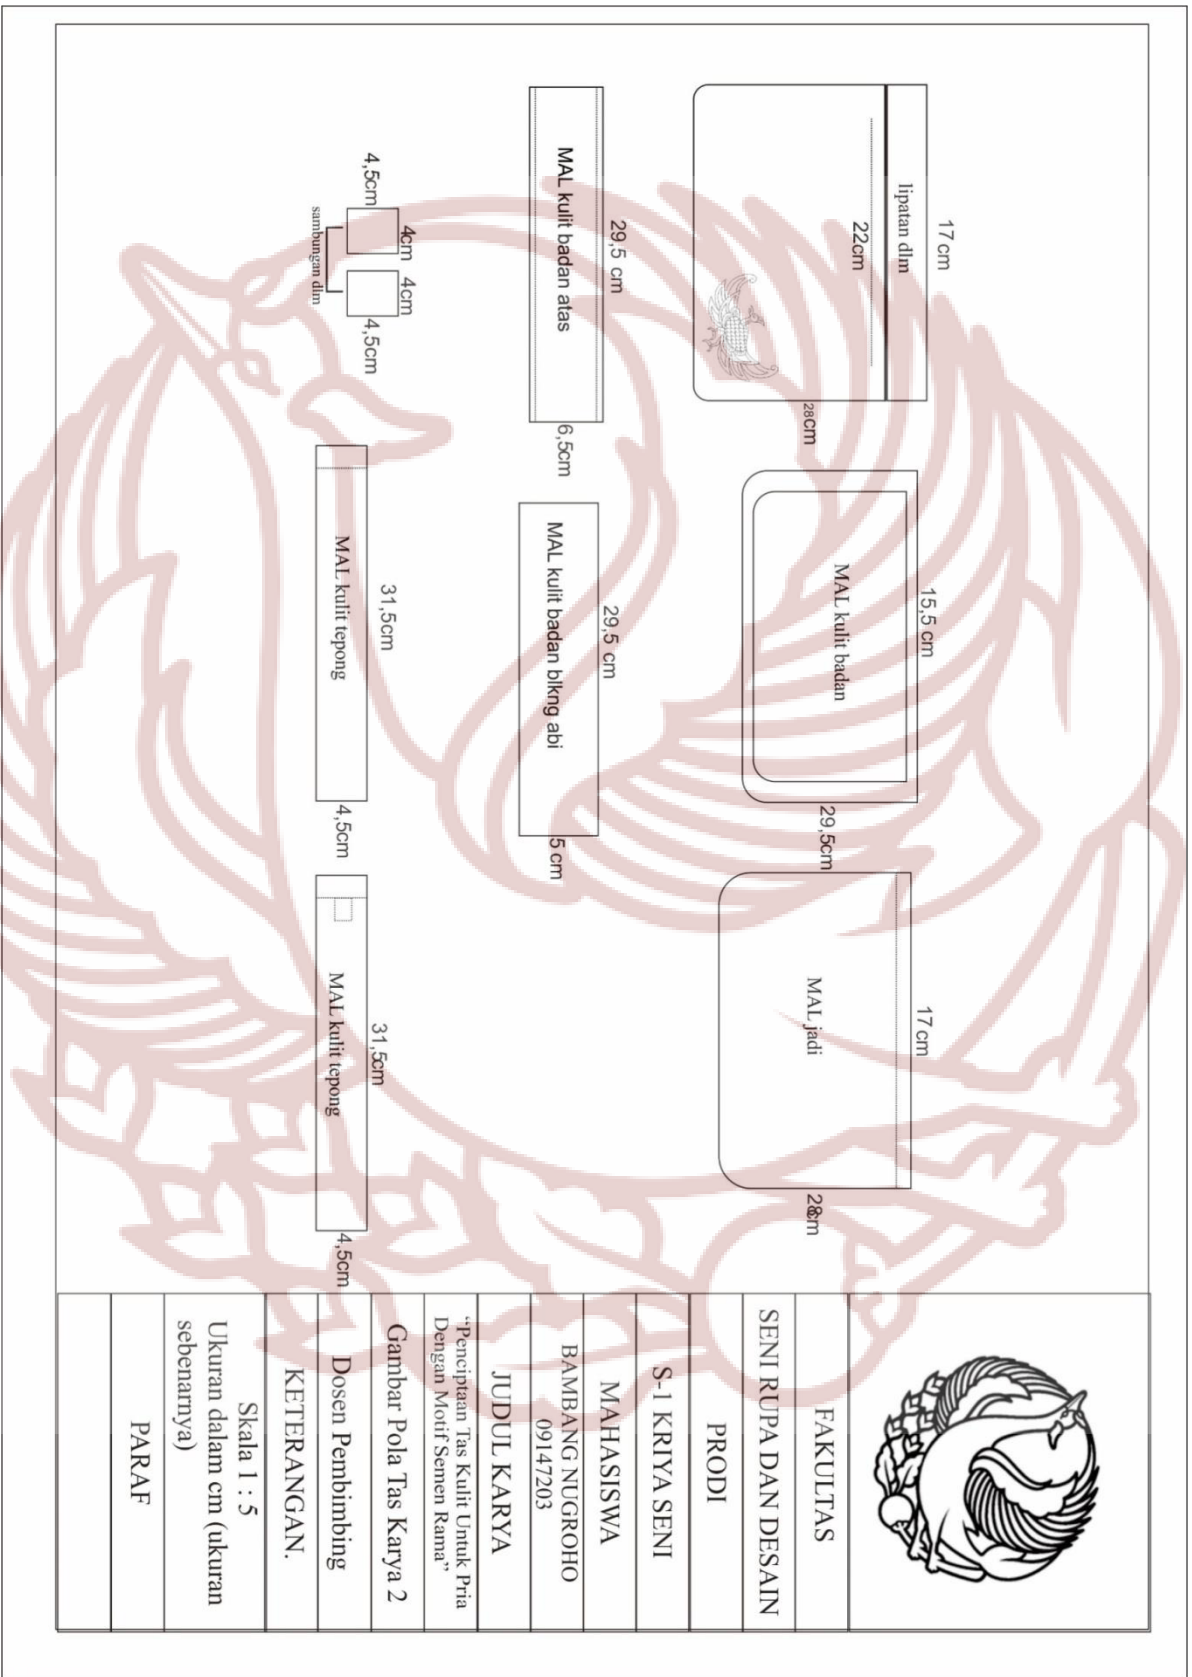 17 cm
lipatan dlm
22cm
28cm
15,5 cm
MAL kulit badan
29,5cm
17 cm
MAL jadi
28cm
29,5 cm
MAL kulit badan atas
6,5cm
29,5 cm
MAL kulit badan blkng abi
5 cm
4,5cm
4cm
4cm
4,5cm
sambungan dlm
31,5cm
MAL kulit tepong
4,5cm
31,5cm
MAL kulit tepong
4,5cm
FAKULTAS
SENI RUPA DAN DESAIN
PRODI
S-1 KRIYA SENI
MAHASISWA
BAMBANG NUGROHO
09147203
JUDUL KARYA
“Penciptaan Tas Kulit Untuk Pria
Dengan Motif Semen Rama”
Gambar Pola Tas Karya 2
Dosen Pembimbing
KETERANGAN.
Skala 1 : 5
Ukuran dalam cm (ukuran
sebenarnya)
PARAF